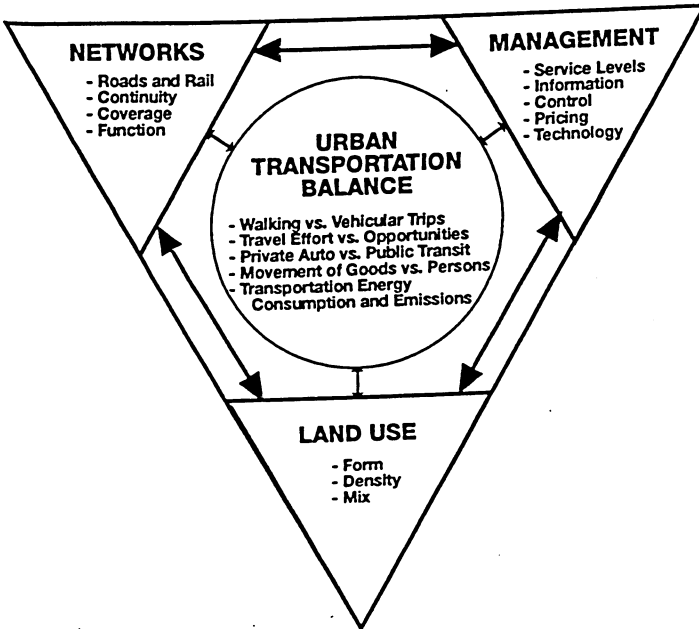 NETWORKS
- Roads and Rail
- Continuity
- Coverage
- Function
MANAGEMENT
- Service Levels
- Information
- Control
- Pricing
- Technology
URBAN
TRANSPORTATION
BALANCE
- Walking vs. Vehicular Trips
- Travel Effort vs. Opportunities
- Private Auto vs. Public Transit
- Movement of Goods vs. Persons
- Transportation Energy
Consumption and Emissions
LAND USE
- Form
- Density
- Mix